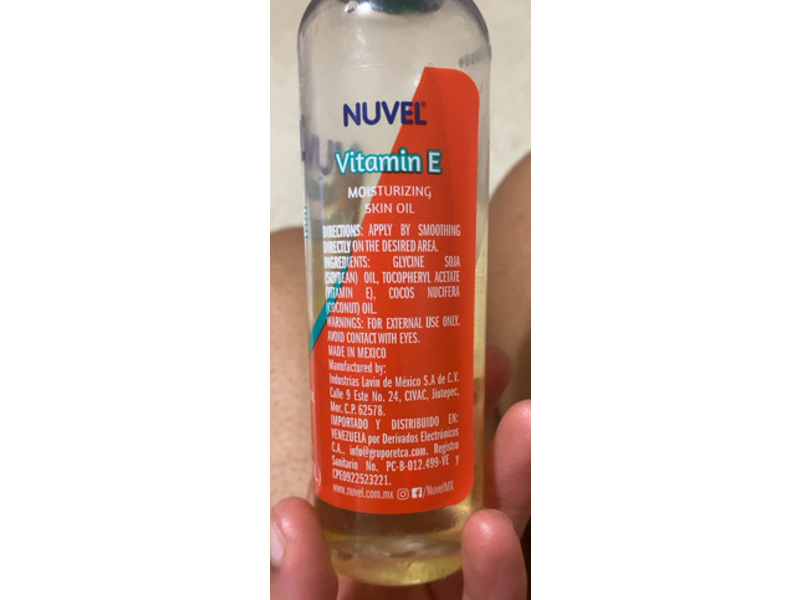 NUVEL®
Vitamin E
MOISTURIZING
SKIN OIL
DIRECTIONS: APPLY BY SMOOTHING
DIRECTLY ON THE DESIRED AREA.
INGREDIENTS: GLYCINE SOJA
(SOYBEAN) OIL, TOCOPHERYL ACETATE
(VITAMIN E), COCOS NUCIFERA
(COCONUT) OIL.
WARNINGS: FOR EXTERNAL USE ONLY.
AVOID CONTACT WITH EYES.
MADE IN MEXICO
Manufactured by:
Industrias Lavin de México S.A de C.V.
Calle 9 Este No. 24, CIVAC, Jiutepec,
Mor. C.P. 62578.
IMPORTADO Y DISTRIBUIDO EN:
VENEZUELA por Derivados Electrónicos
C.A., info@gruporetca.com. Registro
Sanitario No. PC-B-012.499-VE y
CPE0922523221.
www.nuvel.com.mx /NuvelMX